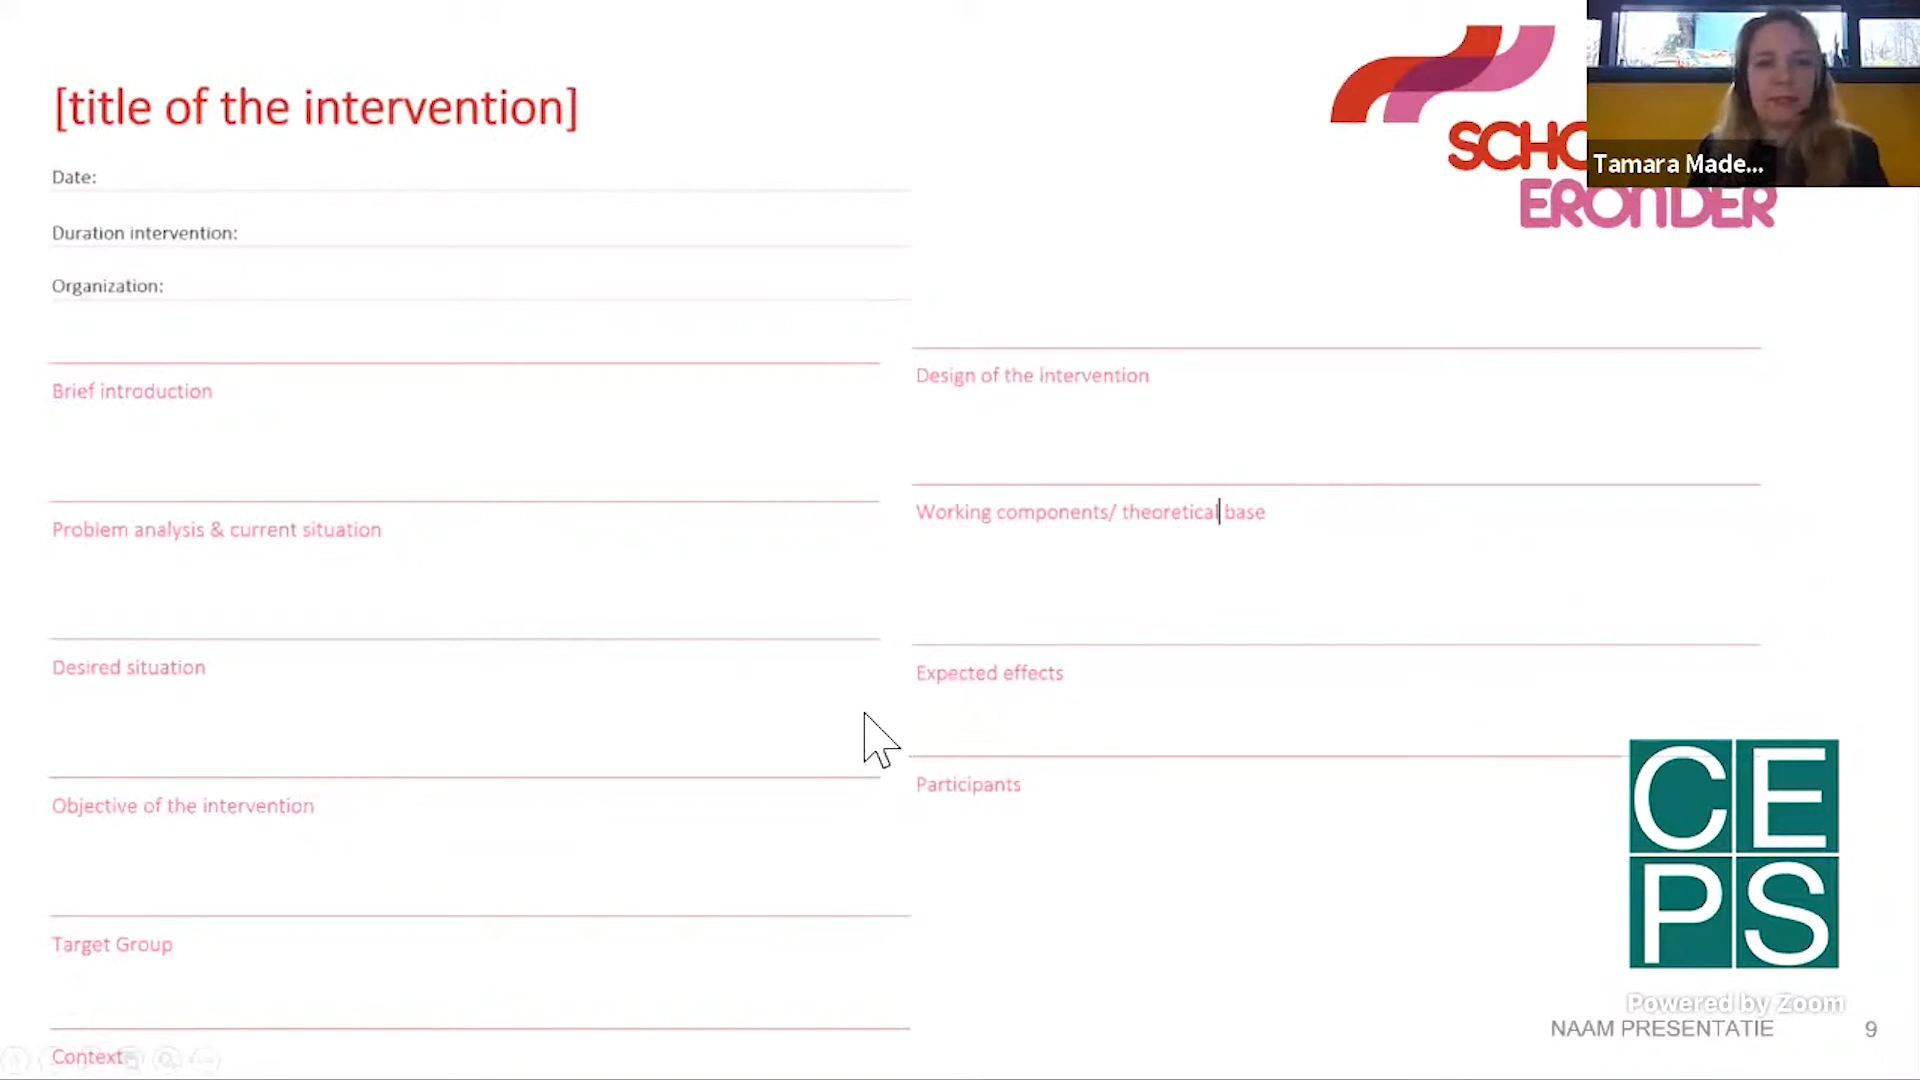 [title of the intervention]
Date:
Duration intervention:
Organization:
Brief introduction
Problem analysis & current situation
Desired situation
Objective of the intervention
Target Group
Context
Design of the intervention
Working components/ theoretical base
Expected effects
Participants
ERONDER
Tamara Made...
CE
PS
Powered by Zoom
NAAM PRESENTATIE
9